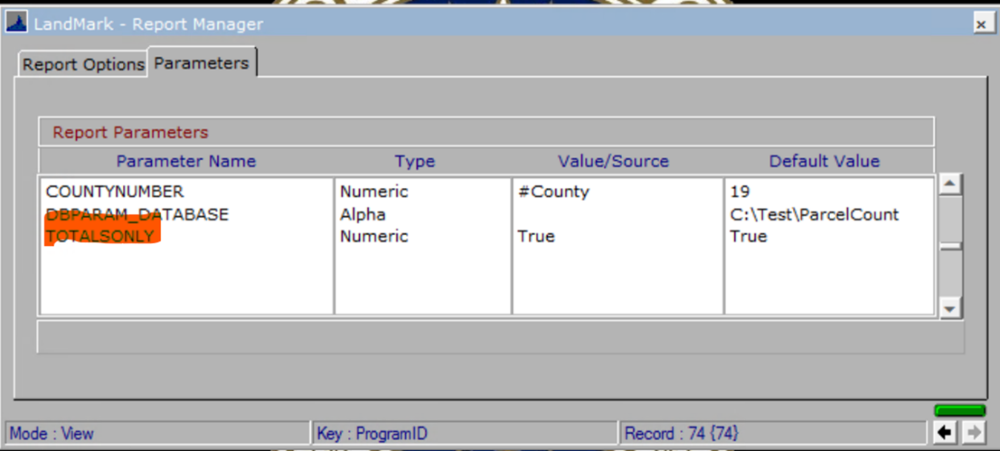 LandMark - Report Manager
Report Options Parameters
Report Parameters
Parameter Name Type Value/Source Default Value
COUNTYNUMBER Numeric #County 19
DBPARAM_DATABASE Alpha C:\Test\ParcelCount
TOTALSONLY Numeric True True
Mode : View Key : ProgramID Record : 74 {74}